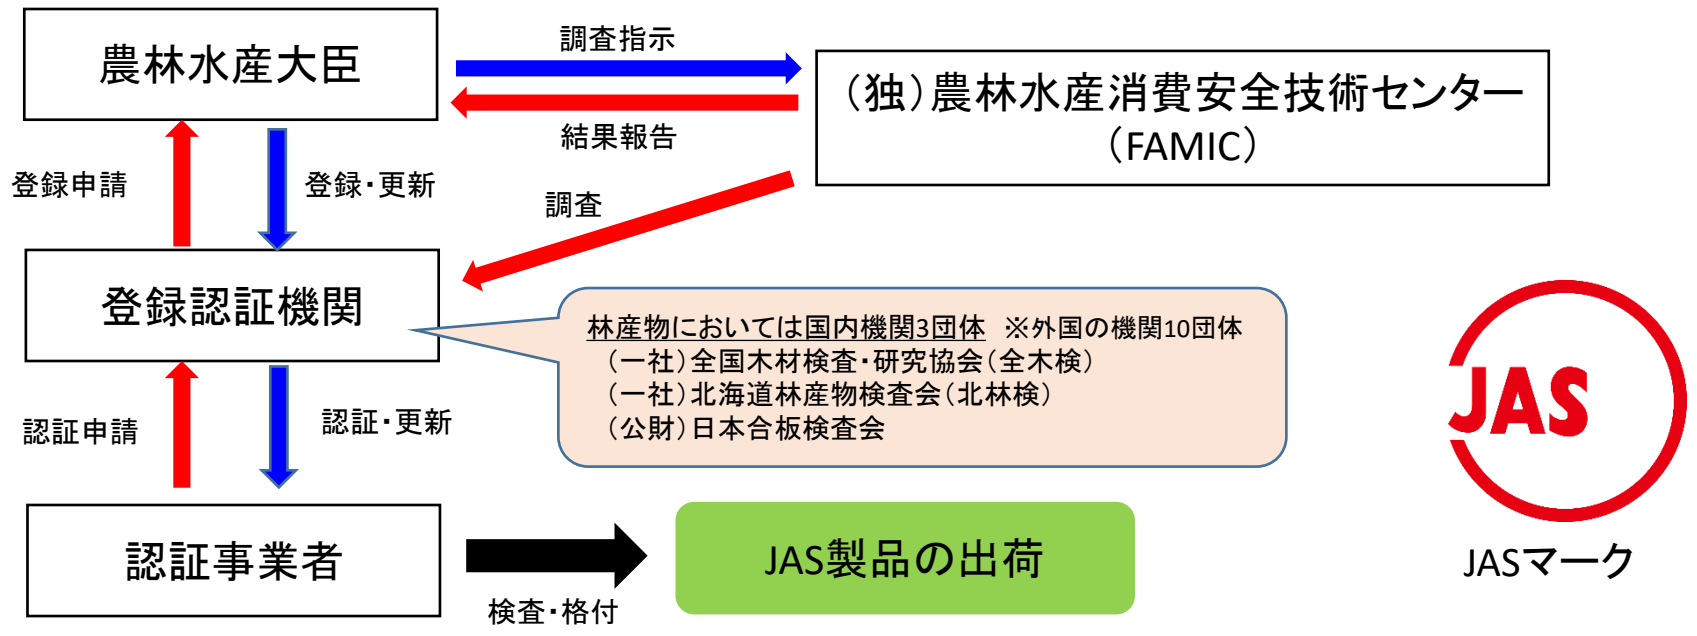 農林水産大臣
調査指示
(独)農林水産消費安全技術センター
(FAMIC)
結果報告
登録申請
登録・更新
調査
登録認証機関
林産物においては国内機関3団体 ※外国の機関10団体
(一社)全国木材検査・研究協会(全木検)
(一社)北海道林産物検査会(北林検)
(公財)日本合板検査会
JAS
認証申請
認証・更新
認証事業者
検査・格付
JAS製品の出荷
JASマーク